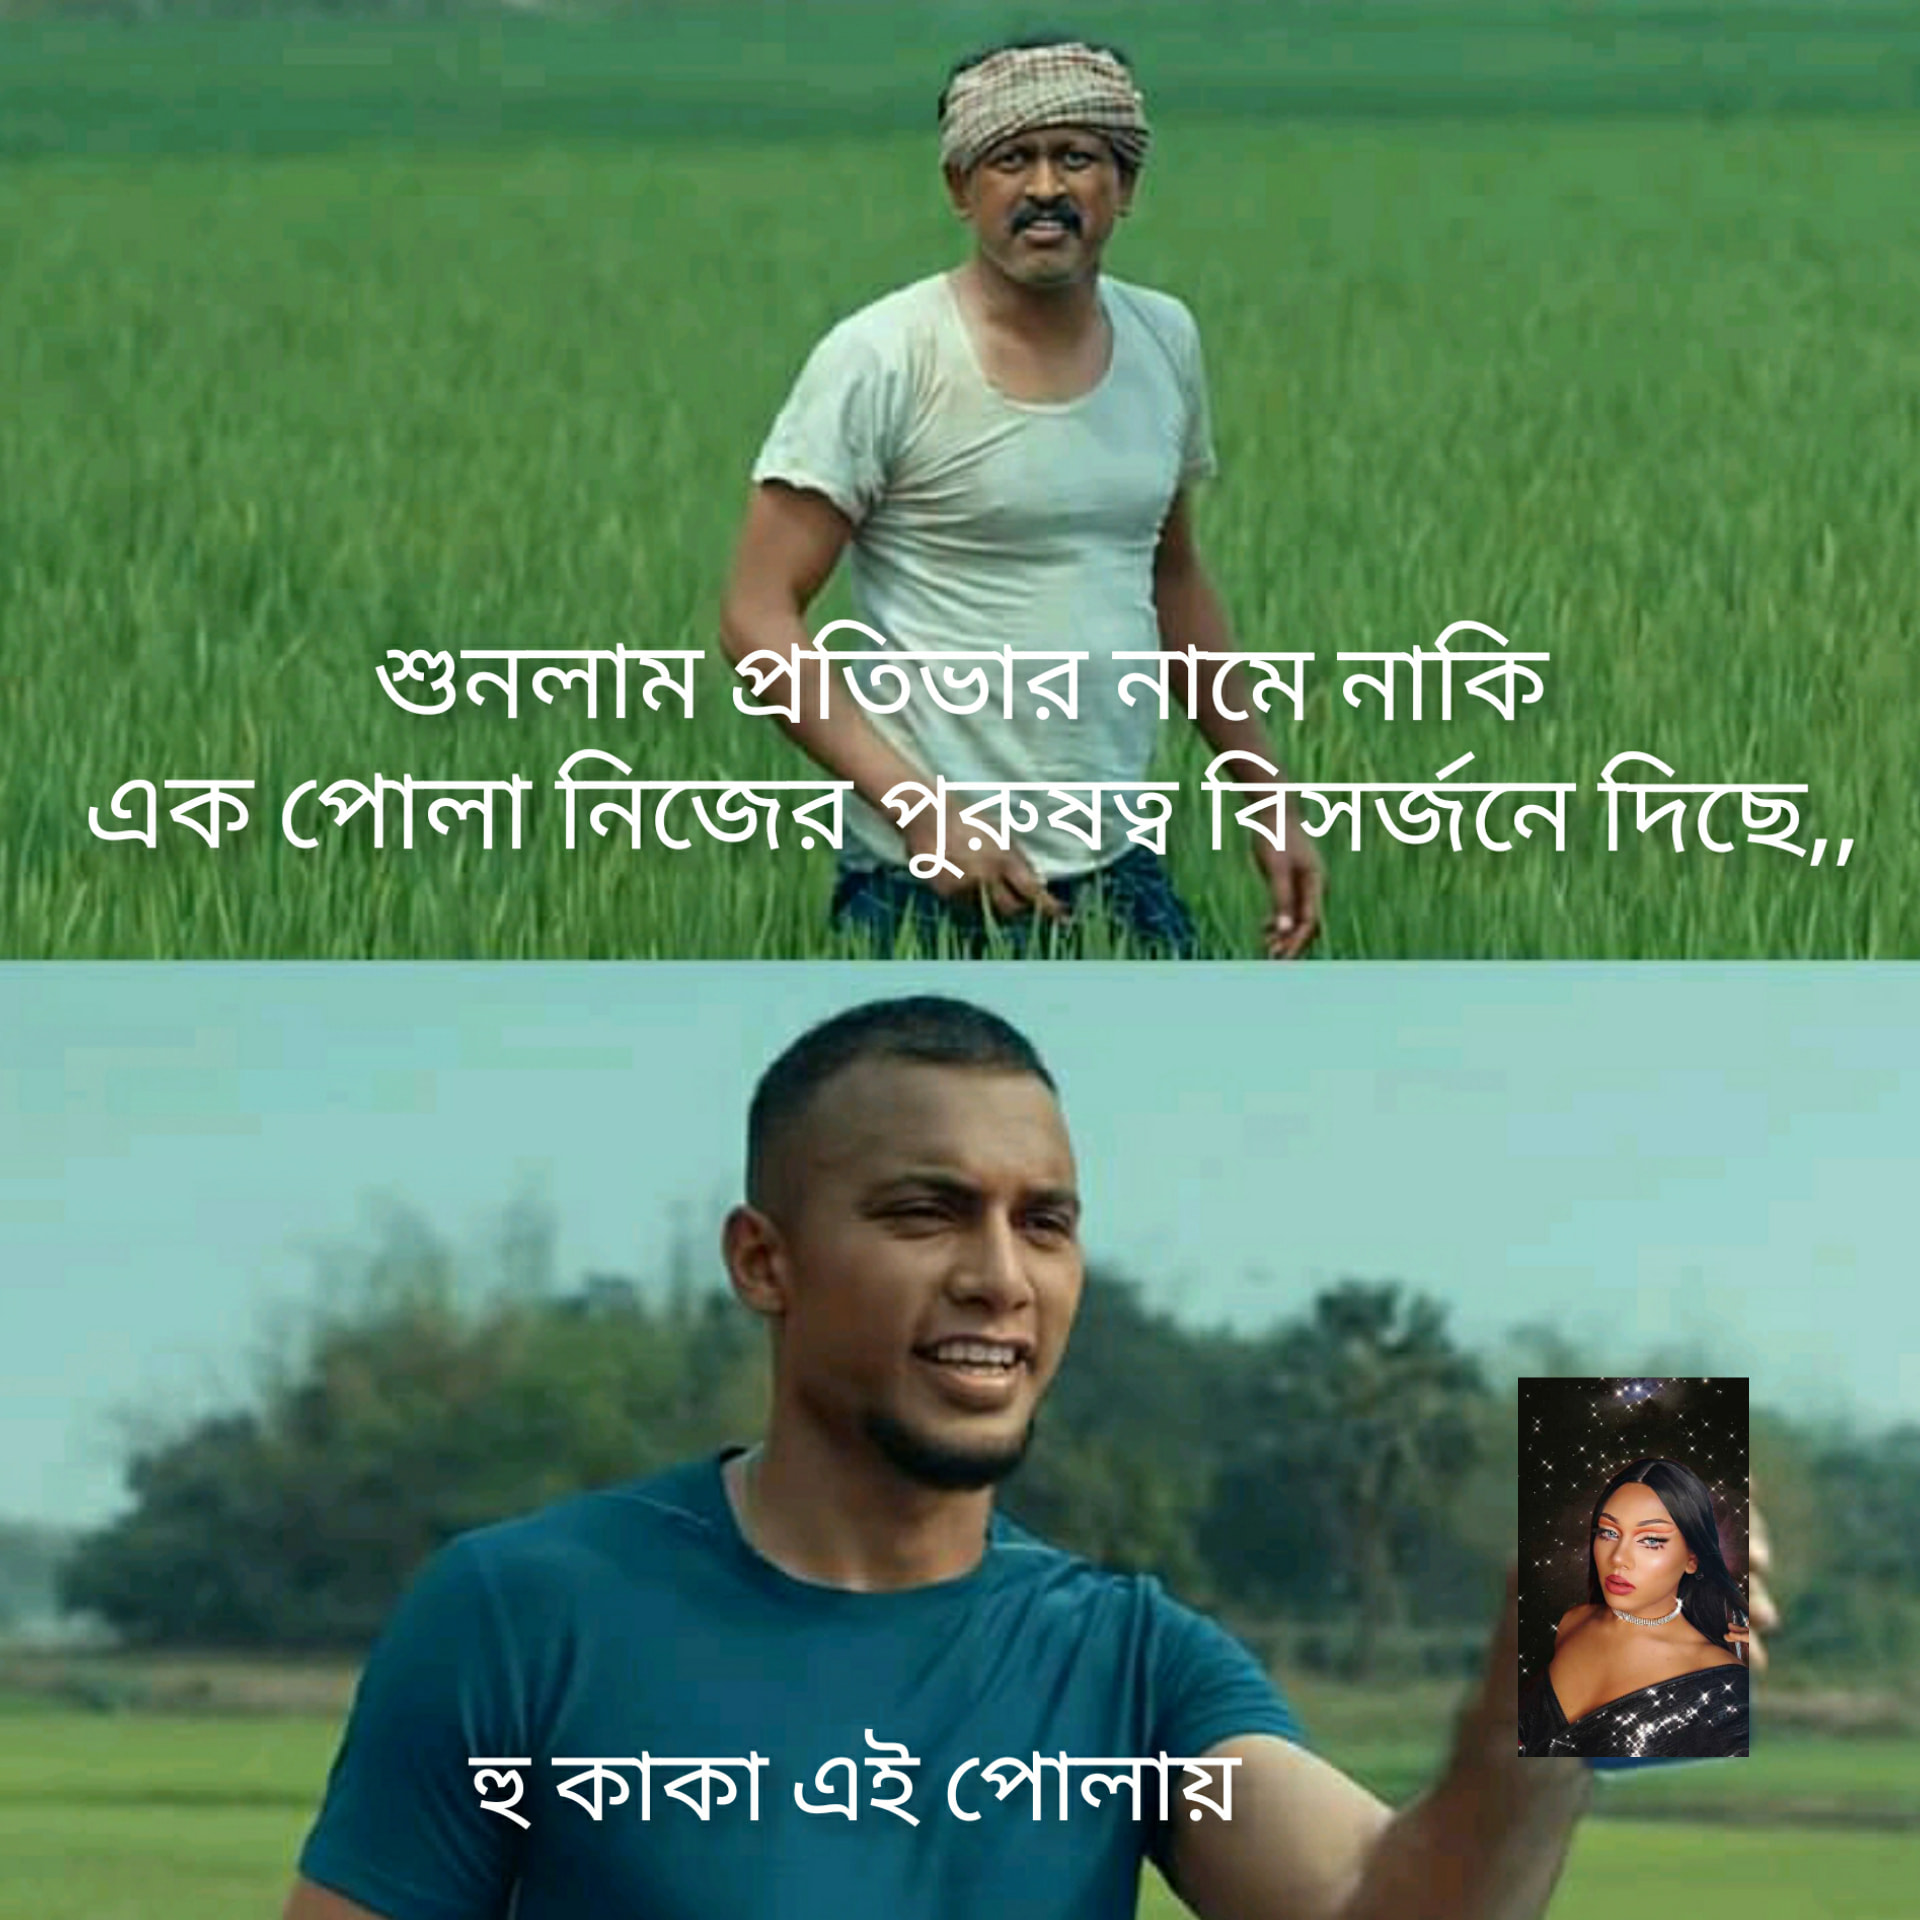 শুনলাম প্রতিভার নামে নাকি
এক পোলা নিজের পুরুষত্ব বিসর্জনে দিছে,,
হু কাকা এই পোলায়